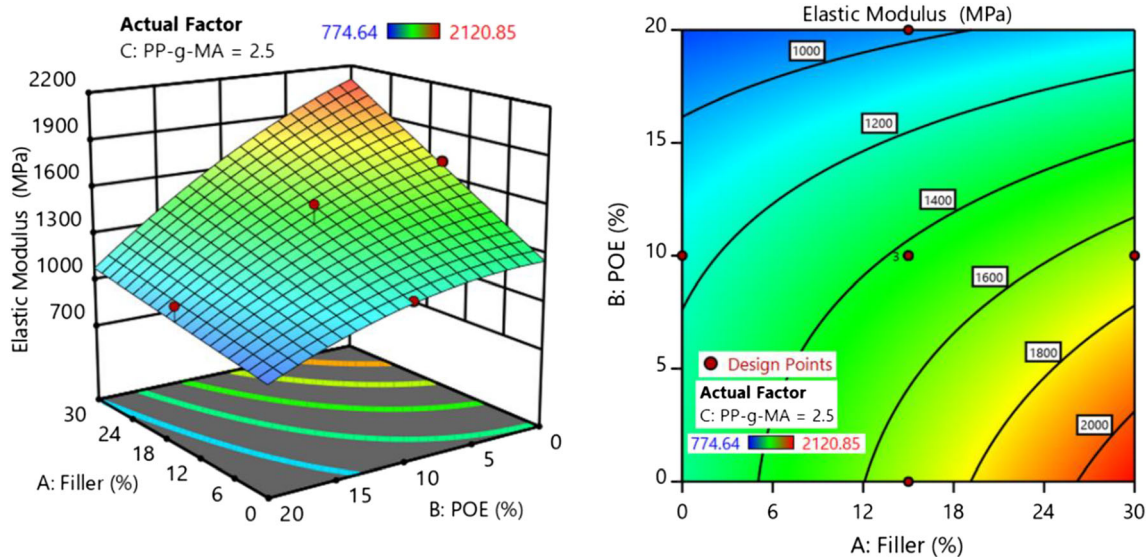 Actual Factor
C: PP-g-MA = 2.5
774.64 2120.85
2200
1900
1600
1300
1000
700
Elastic Modulus (MPa)
30
24
18
12
6
0
A: Filler (%)
20
15
10
5
0
B: POE (%)
Elastic Modulus (MPa)
20
15
10
5
0
B: POE (%)
1000
1200
1400
3
1600
1800
2000
Design Points
Actual Factor
C: PP-g-MA = 2.5
774.64 2120.85
0 6 12 18 24 30
A: Filler (%)